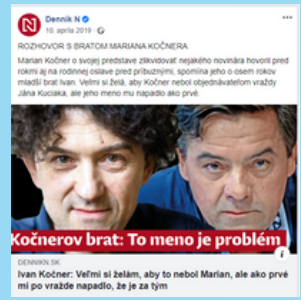 Denník N
10. apríla 2019 ·
ROZHOVOR S BRATOM MARIANA KOČNERA
Marian Kočner o svojej predstave zlikvidovať nejakého novinára hovoril pred
rokmi aj na rodinnej oslave pred príbuznými, spomína jeho o osem rokov
mladší brat Ivan. Veľmi si želá, aby Kočner nebol objednávateľom vraždy
Jána Kuciaka, ale jeho meno mu napadlo ako prvé.
Kočnerov brat: To meno je problém
DENNIKN.SK
Ivan Kočner: Veľmi si želám, aby to nebol Marian, ale ako prvé
mi po vražde napadlo, že je za tým